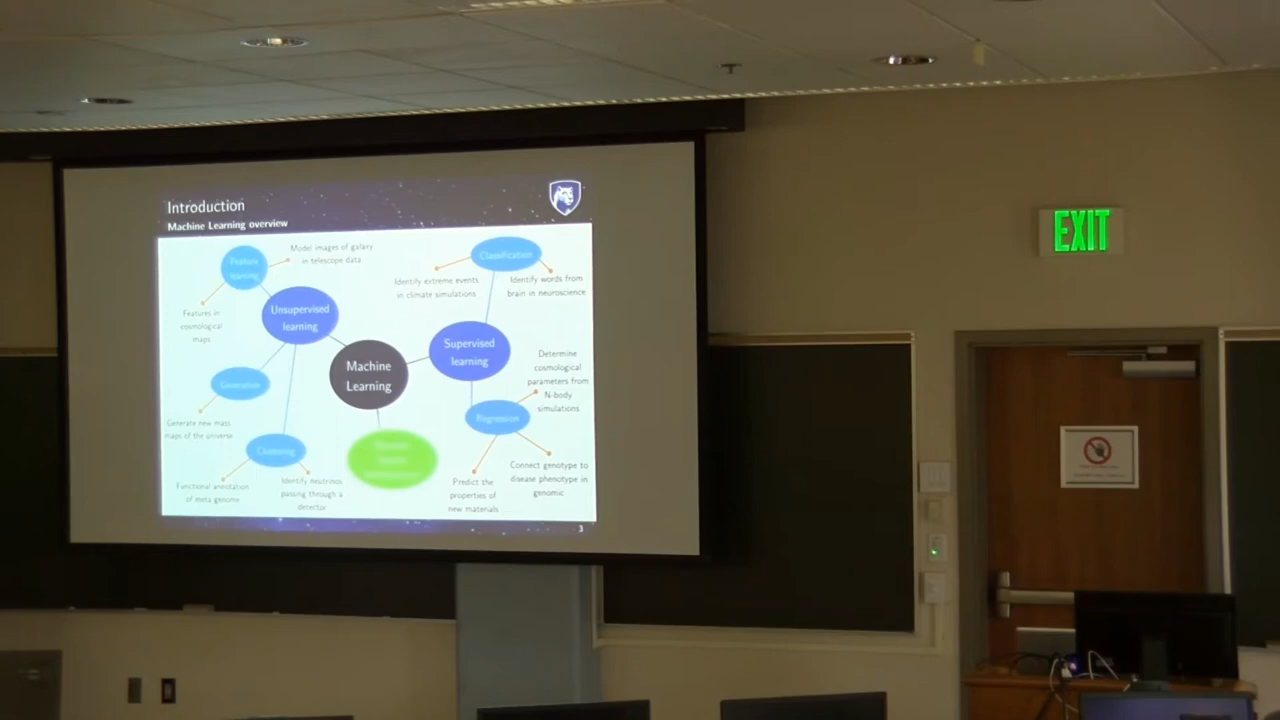 Introduction
Machine Learning overview
Feature
learning
Model images of galaxy
in telescope data
Features in
cosmological
maps
Unsupervised
learning
Generation
Generate new mass
maps of the universe
Clustering
Functional annotation
of meta genome
Identify neutrinos
passing through a
detector
Machine
Learning
Classification
Identify extreme events
in climate simulations
Identify words from
brain in neuroscience
Supervised
learning
Determine
cosmological
parameters from
N-body
simulations
Regression
Predict the
properties of
new materials
Connect genotype to
disease phenotype in
genomic
3
EXIT